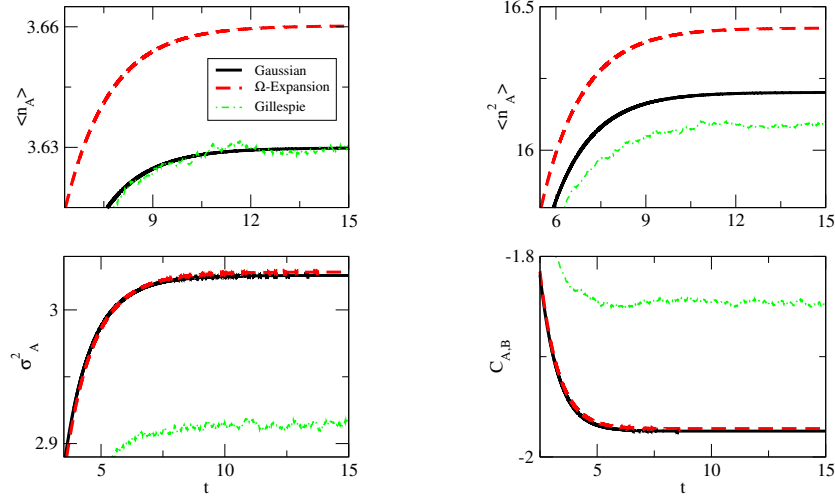 3.66
3.63
<n_A>
9
12
15
Gaussian
Ω-Expansion
Gillespie
16.5
16
<n²_A>
6
9
12
15
3
2.9
σ²_A
5
10
15
t
-1.8
-2
C_A,B
5
10
15
t